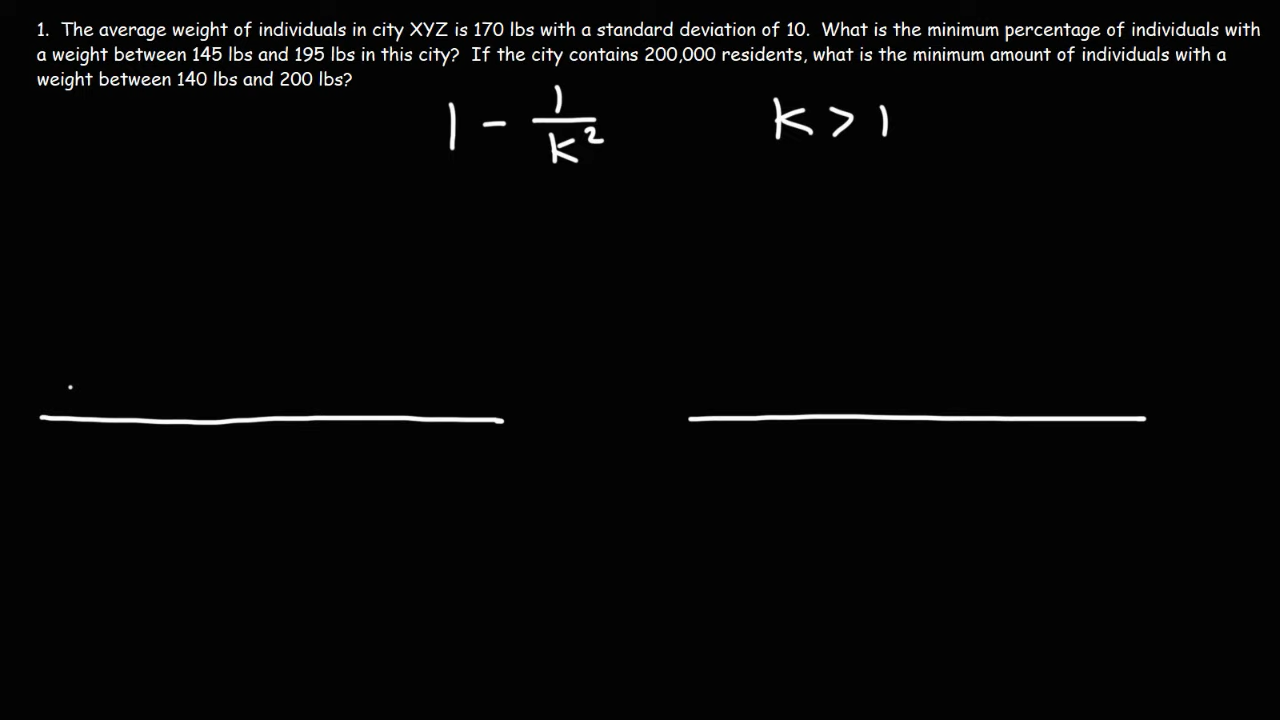 1. The average weight of individuals in city XYZ is 170 lbs with a standard deviation of 10. What is the minimum percentage of individuals with
a weight between 145 lbs and 195 lbs in this city? If the city contains 200,000 residents, what is the minimum amount of individuals with a
weight between 140 lbs and 200 lbs?
1 - 1/k² k > 1